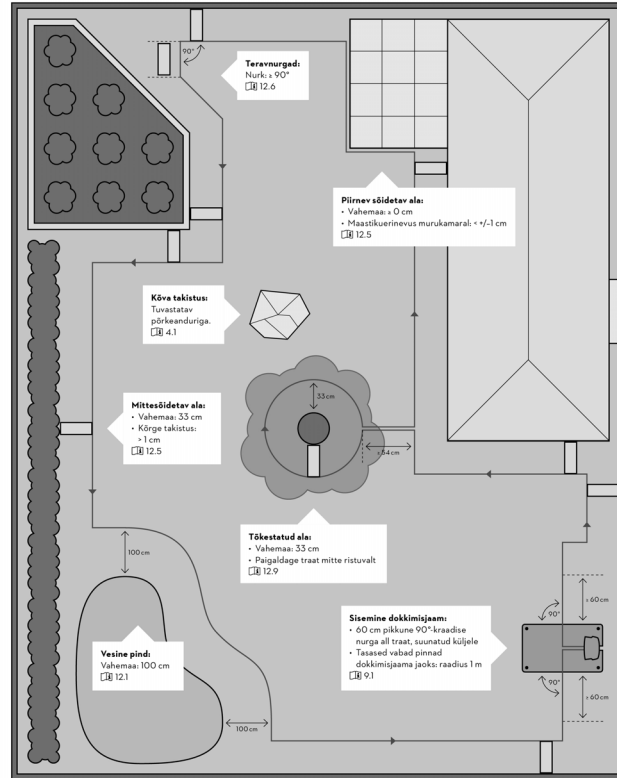 90°
Teravnurgad:
Nurk: ≥ 90°
12.6
Piirnev sõidetav ala:
• Vahemaa: ≥ 0 cm
• Maastikuerinevus murukamaral: < +/–1 cm
12.5
Kõva takistus:
Tuvastatav
põrkeanduriga.
4.1
33 cm
Mittesõidetav ala:
• Vahemaa: 33 cm
• Kõrge takistus:
> 1 cm
12.5
≥ 54 cm
Tõkestatud ala:
• Vahemaa: 33 cm
• Paigaldage traat mitte ristuvalt
12.9
100 cm
≥ 60 cm
90°
Sisemine dokkimisjaam:
• 60 cm pikkune 90°-kraadise
nurga all traat, suunatud küljele
• Tasased vabad pinnad
dokkimisjaama jaoks: raadius 1 m
9.1
Vesine pind:
Vahemaa: 100 cm
12.1
90°
≥ 60 cm
100 cm